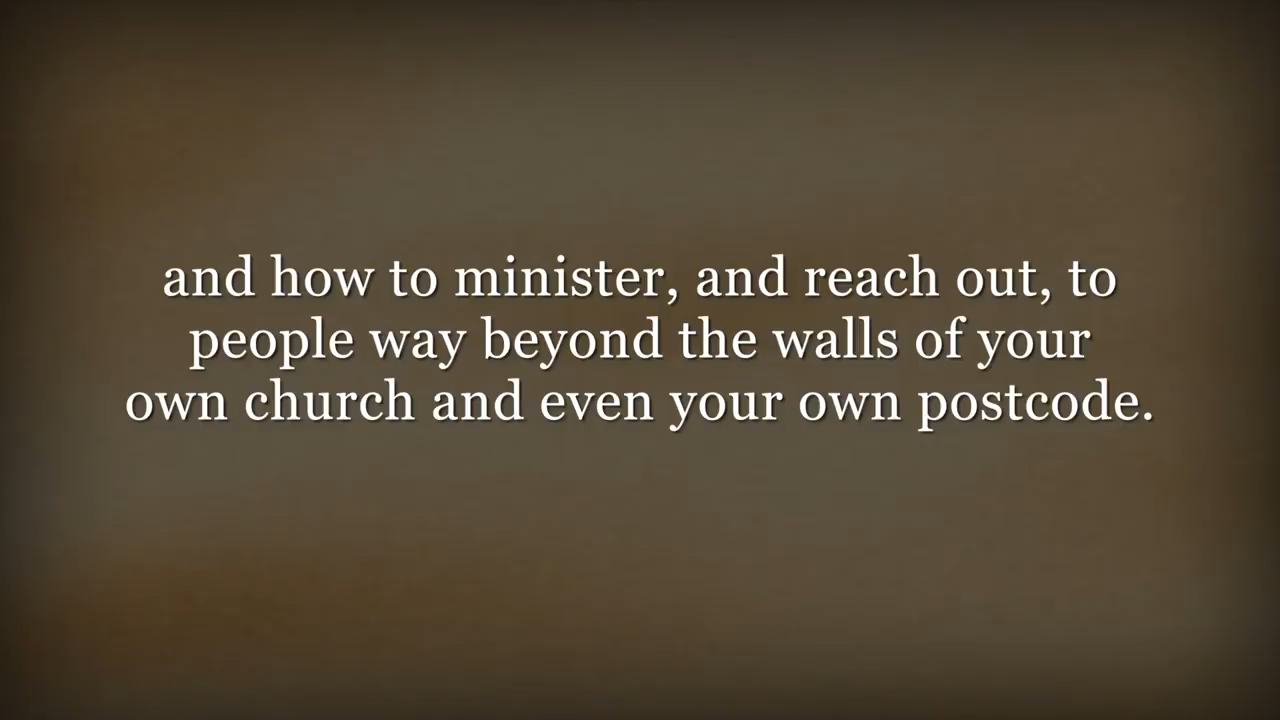 and how to minister, and reach out, to
people way beyond the walls of your
own church and even your own postcode.